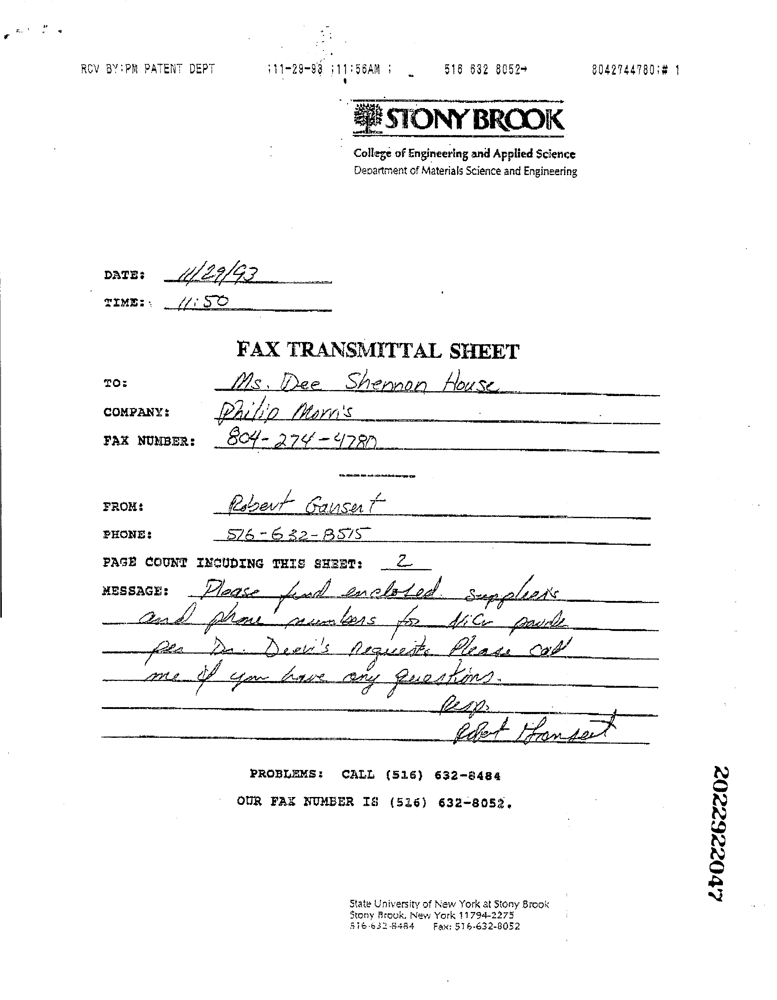 RCV BY:PM PATENT DEPT ;11-29-93 ;11:56AM ; 516 632 8052→ 8042744780;# 1
STONY BROOK
College of Engineering and Applied Science
Department of Materials Science and Engineering
DATE: 11/29/93
TIME: 11:50
FAX TRANSMITTAL SHEET
TO: Ms. Dee Shennon House
COMPANY: Philip Morris
FAX NUMBER: 804-274-4780
FROM: Robert Gansert
PHONE: 516-632-8515
PAGE COUNT INCUDING THIS SHEET: 2
MESSAGE: Please find enclosed suppliers
and phone numbers for NiCr
per Dr. Deevi's Request. Please call
me if you have any questions.
Resp.
Robert Gansert
PROBLEMS: CALL (516) 632-8484
OUR FAX NUMBER IS (516) 632-8052.
2022922047
State University of New York at Stony Brook
Stony Brook, New York 11794-2275
516-632-8484 Fax: 516-632-8052